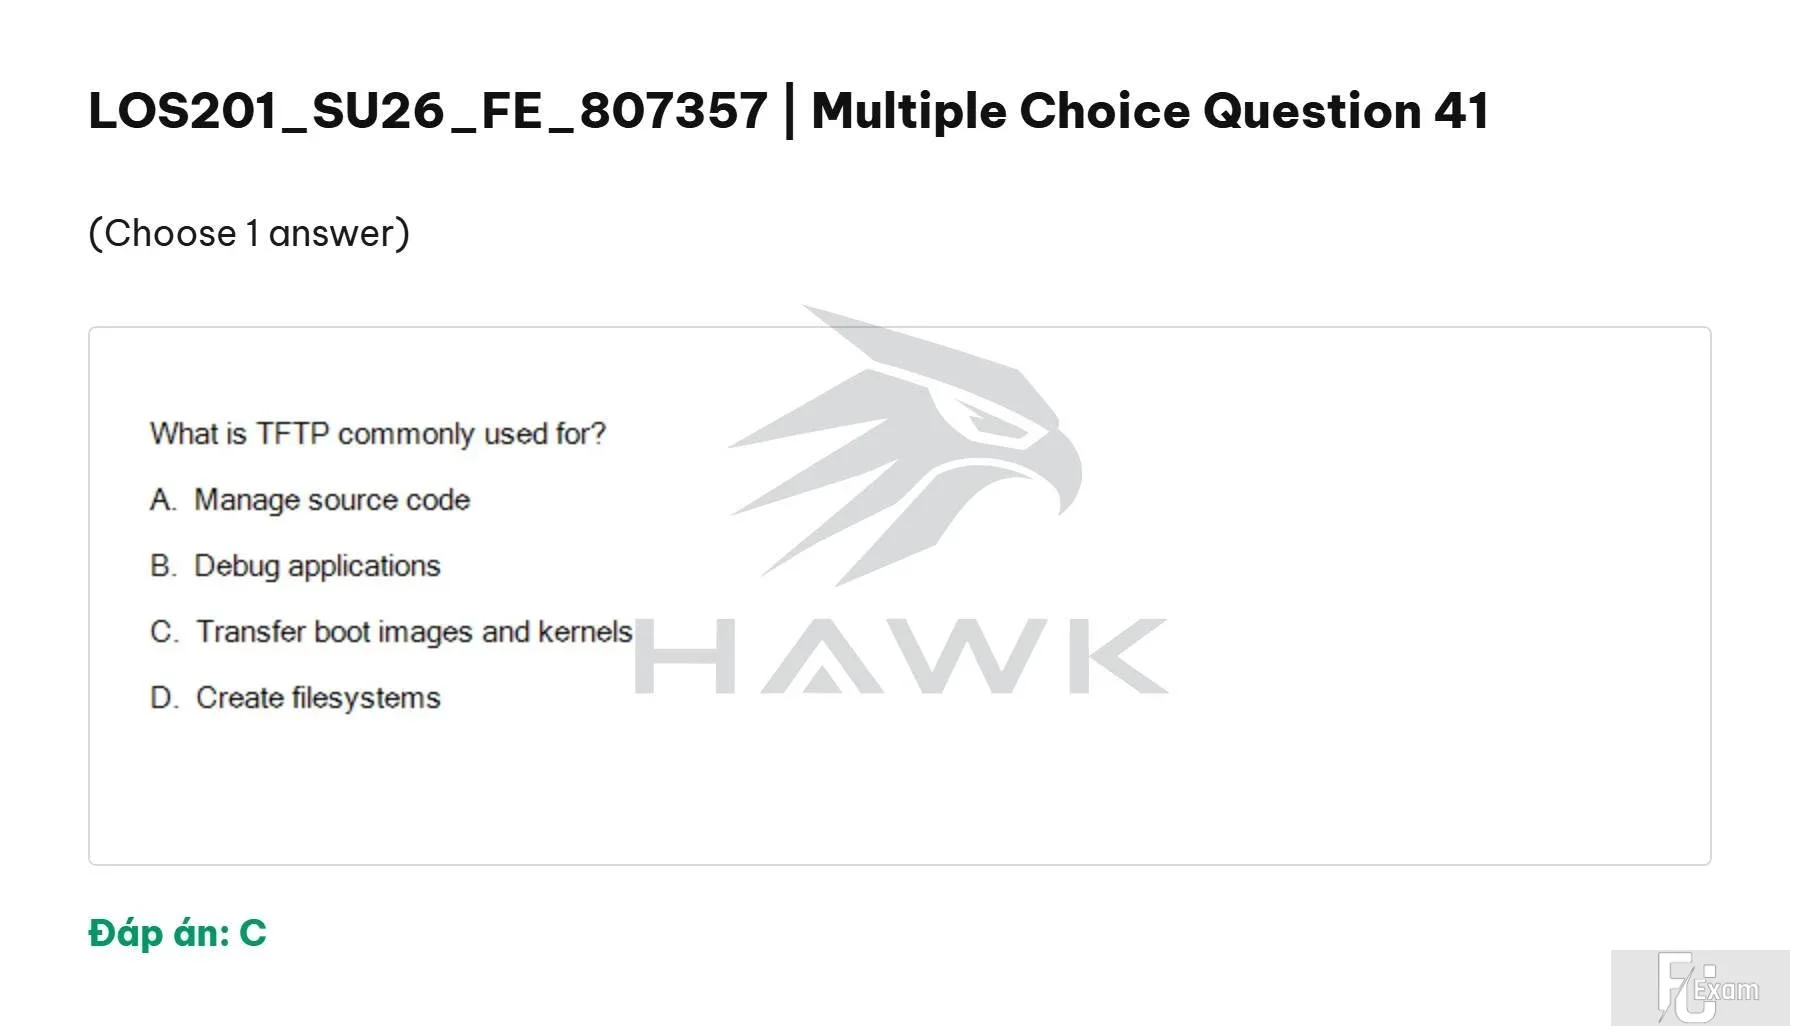 LOS201_SU26_FE_807357 | Multiple Choice Question 41
(Choose 1 answer)
What is TFTP commonly used for?
A. Manage source code
B. Debug applications
C. Transfer boot images and kernels
D. Create filesystems
HAWK
Đáp án: C
FU Exam